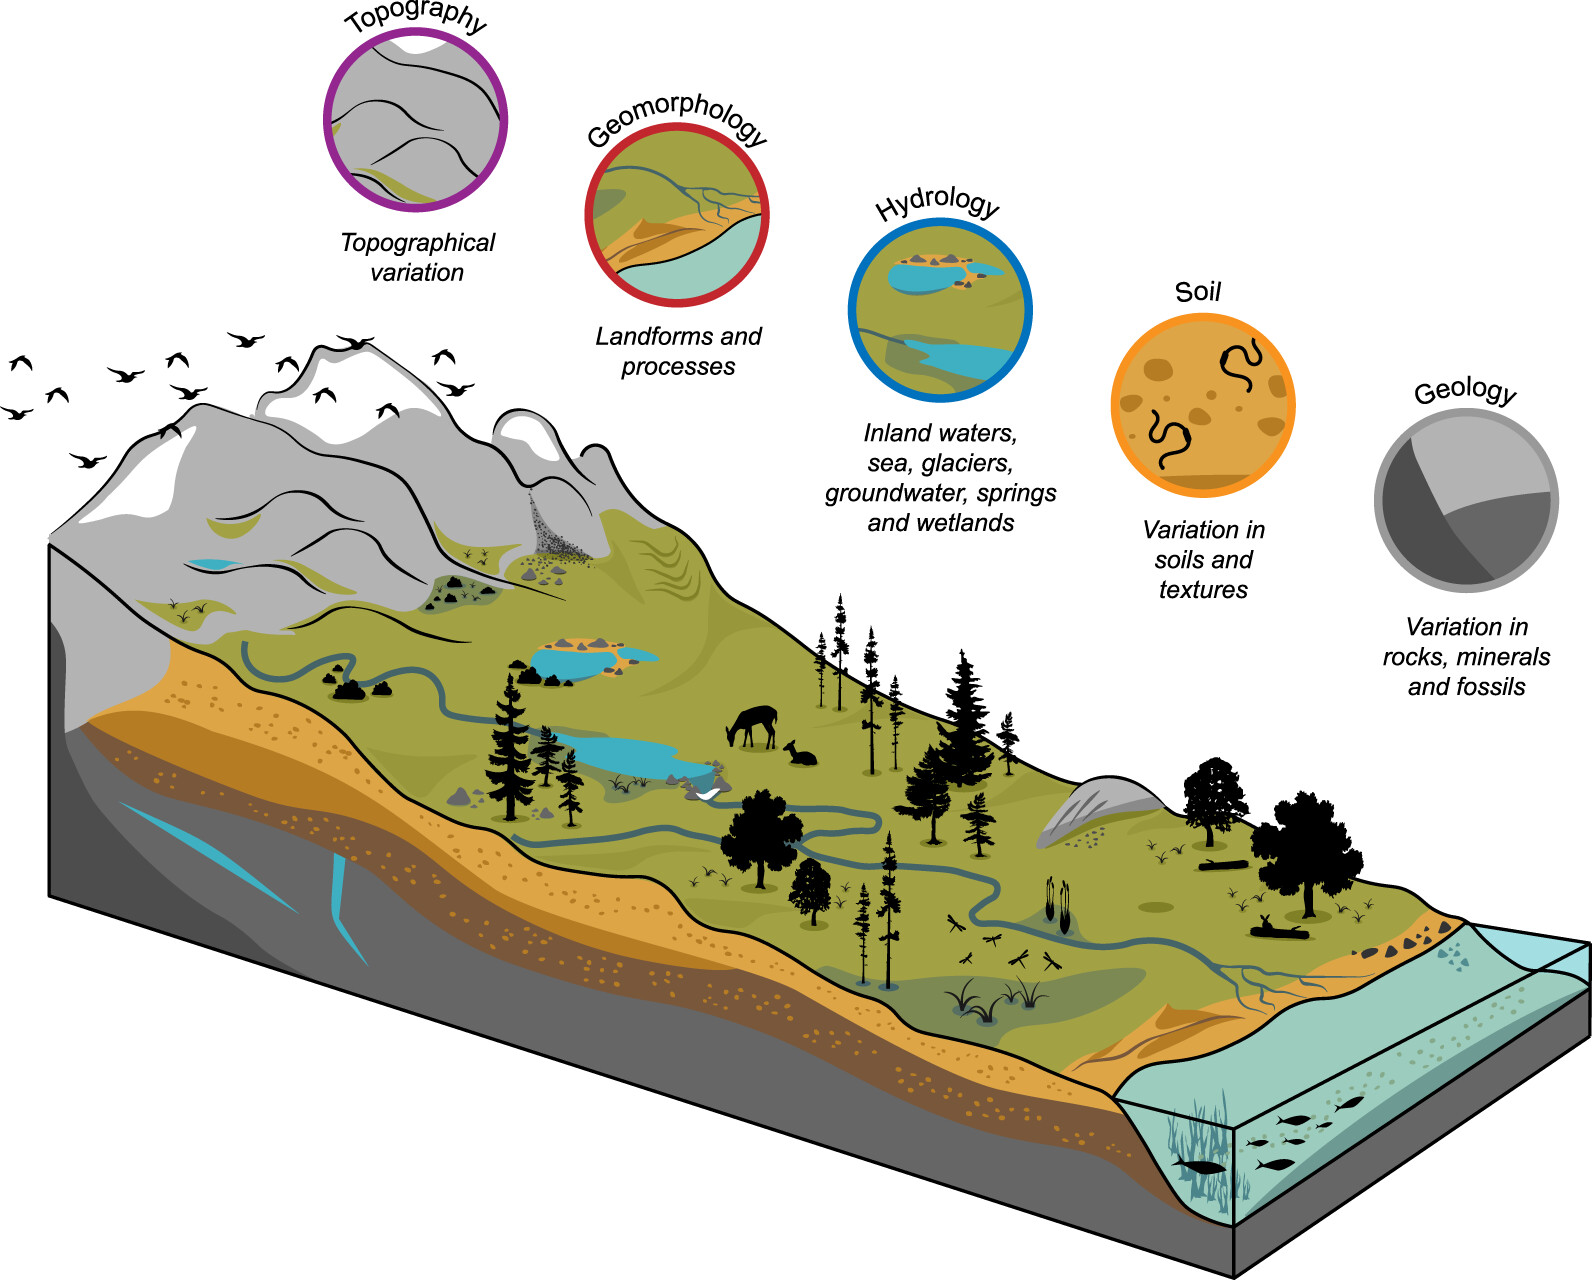 Topography
Topographical
variation
Geomorphology
Landforms and
processes
Hydrology
Inland waters,
sea, glaciers,
groundwater, springs
and wetlands
Soil
Variation in
soils and
textures
Geology
Variation in
rocks, minerals
and fossils